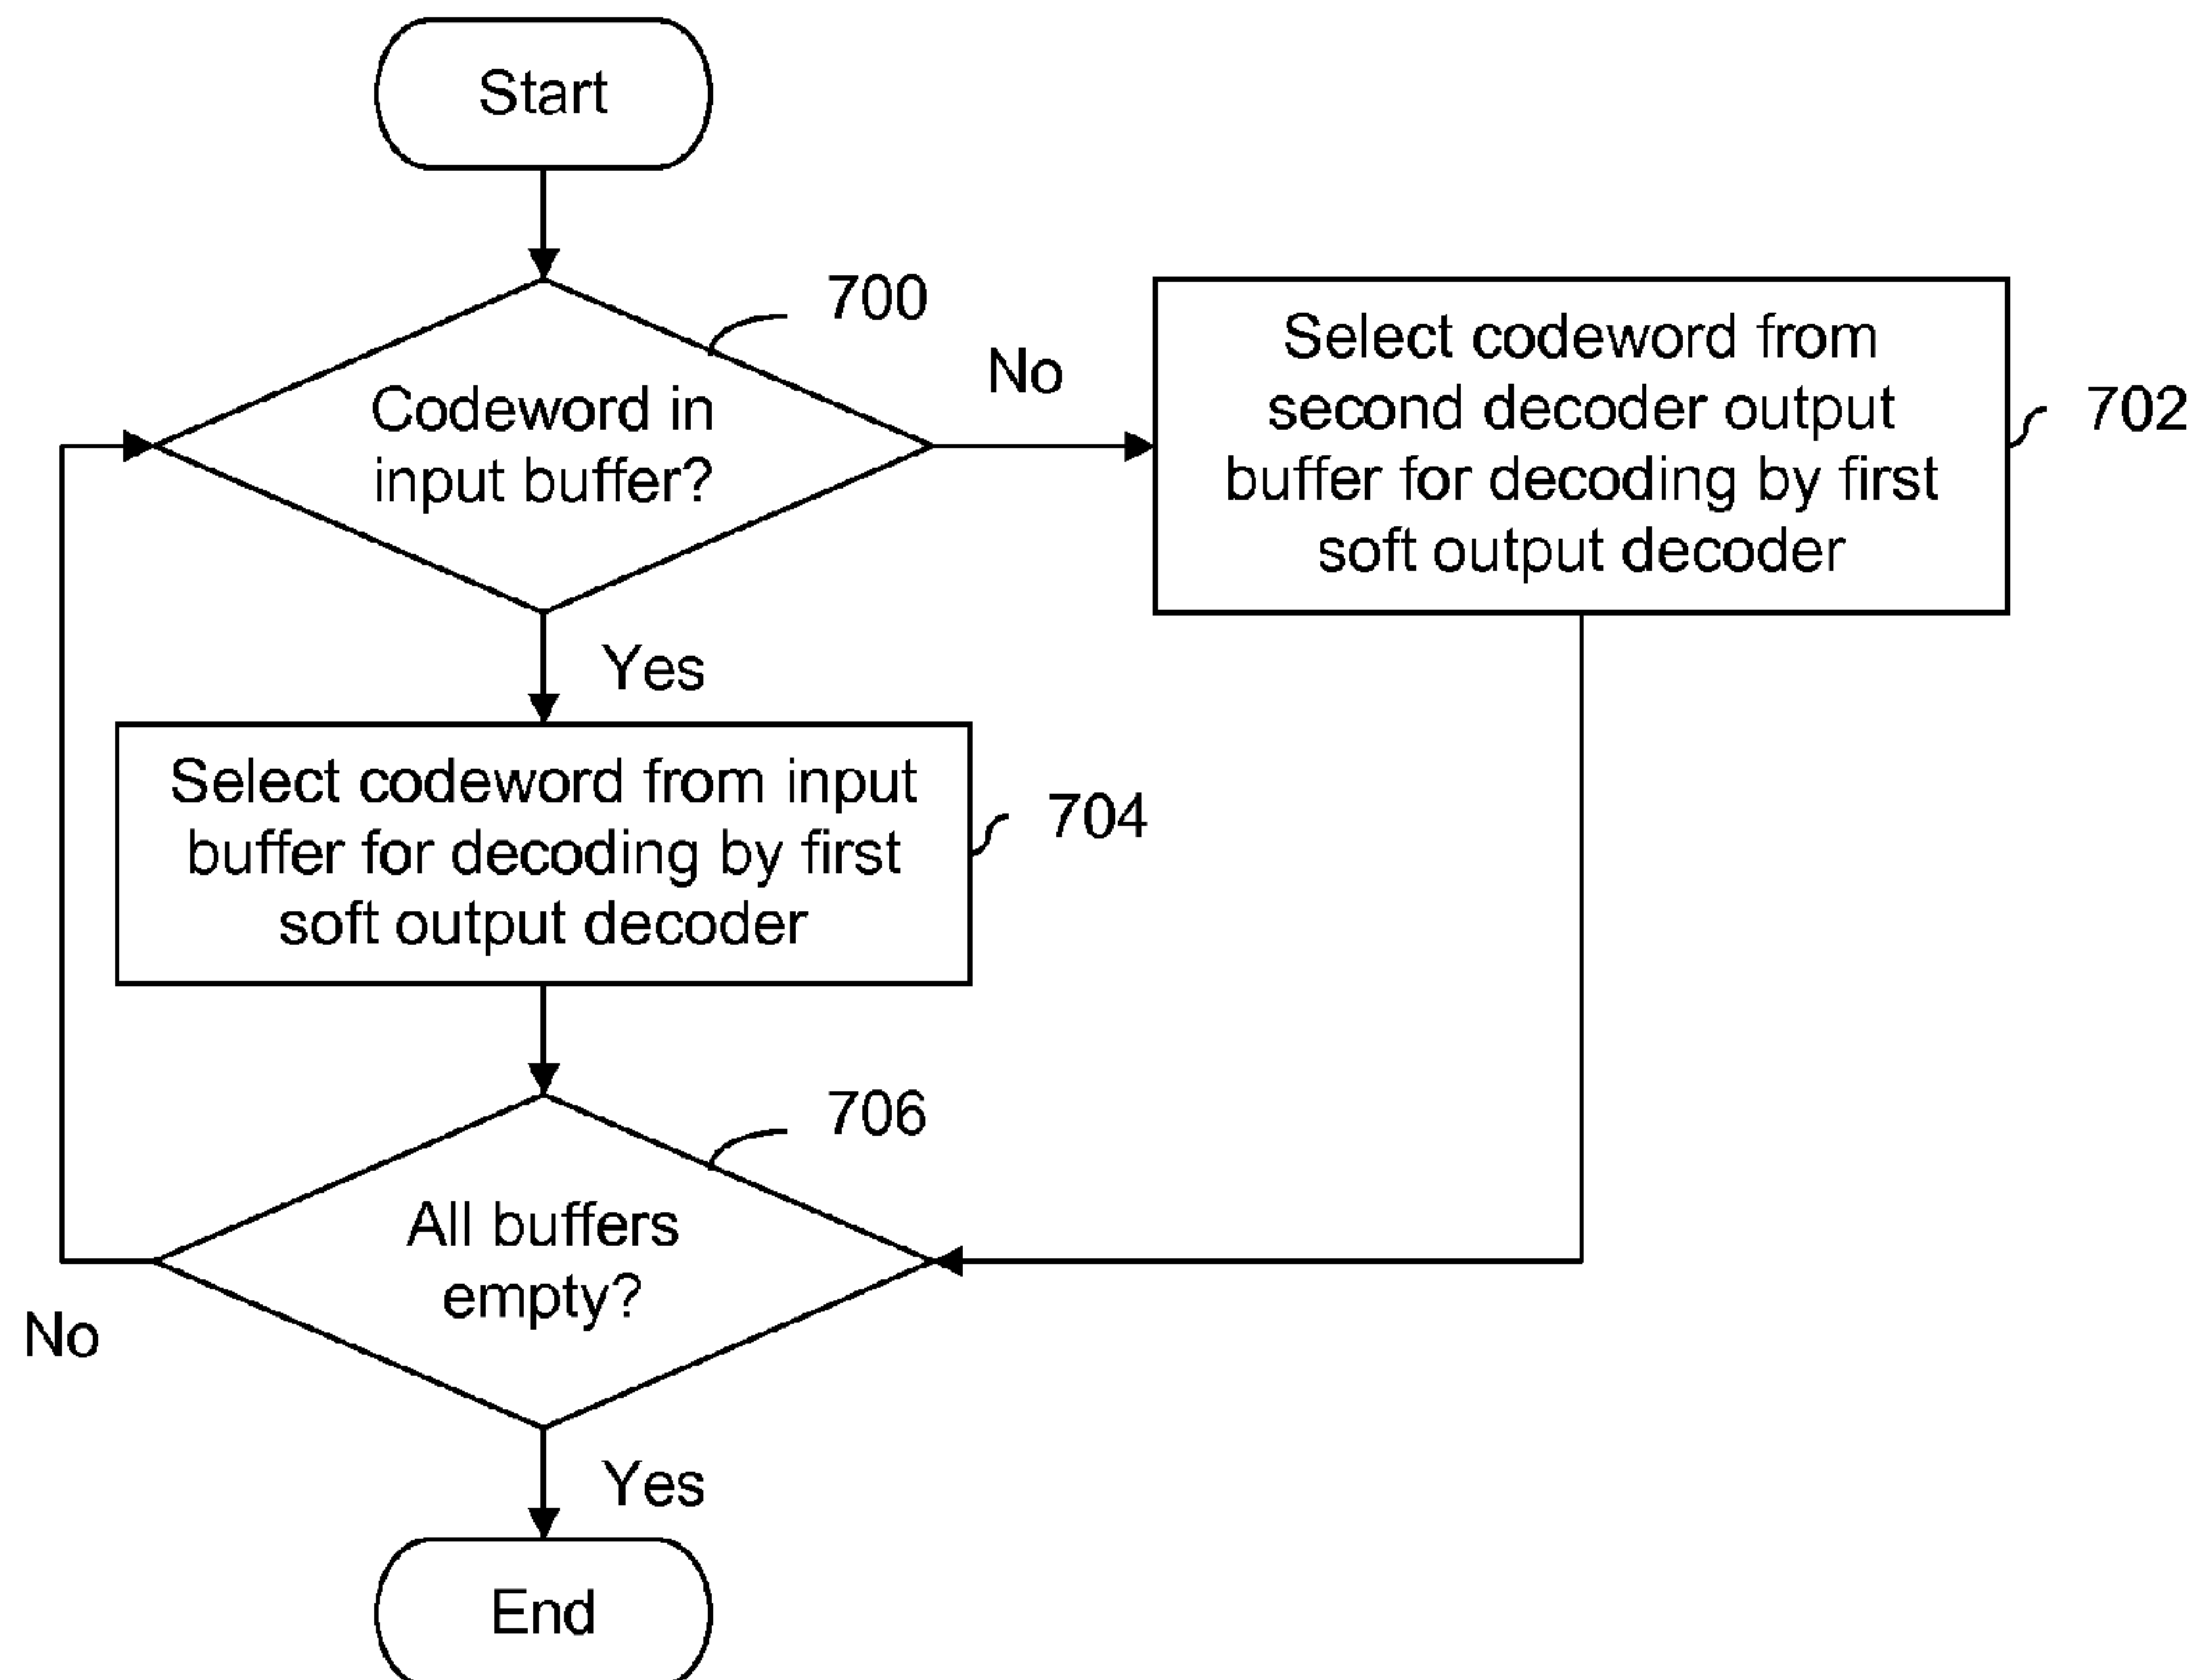 Start
700
Codeword in
input buffer?
No
Select codeword from
second decoder output
buffer for decoding by first
soft output decoder
702
Yes
Select codeword from input
buffer for decoding by first
soft output decoder
704
706
All buffers
empty?
No
Yes
End